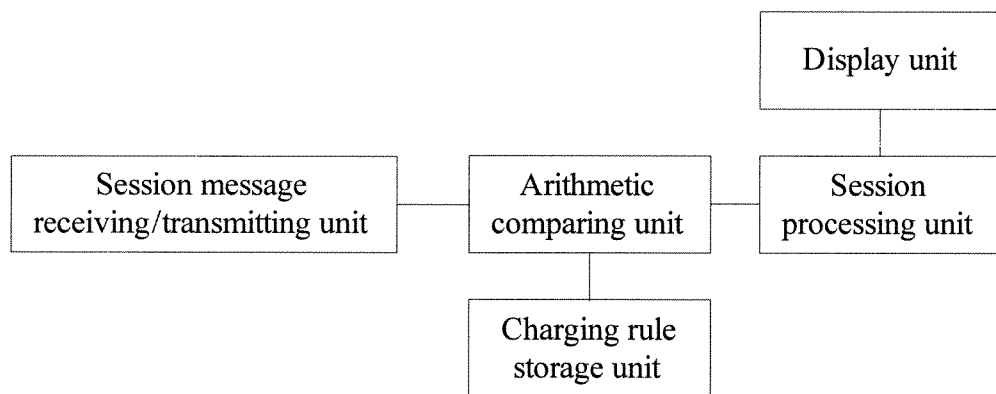 Display unit
Session message
receiving/transmitting unit
Arithmetic
comparing unit
Session
processing unit
Charging rule
storage unit